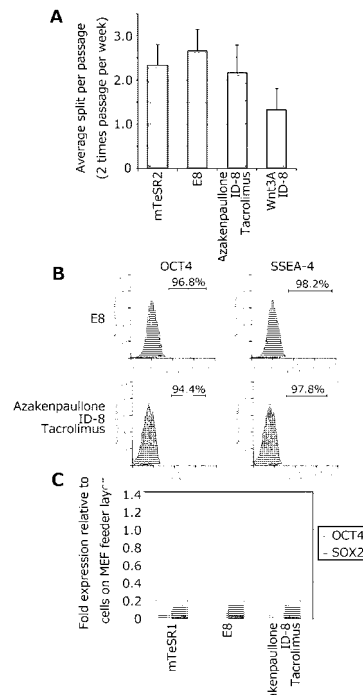 A
Average split per passage
(2 times passage per week)
3.0
2.0
1.0
mTeSR2
E8
Azakenpaullone
ID-8
Tacrolimus
Wnt3A
ID-8
B
OCT4
SSEA-4
E8
96.8%
98.2%
Azakenpaullone
ID-8
Tacrolimus
94.4%
97.8%
C
Fold expression relative to
cells on MEF feeder
1.4
1.2
1.0
0.8
0.6
0.4
0.2
0
mTeSR1
E8
kenpaullone
ID-8
Tacrolimus
OCT4
SOX2